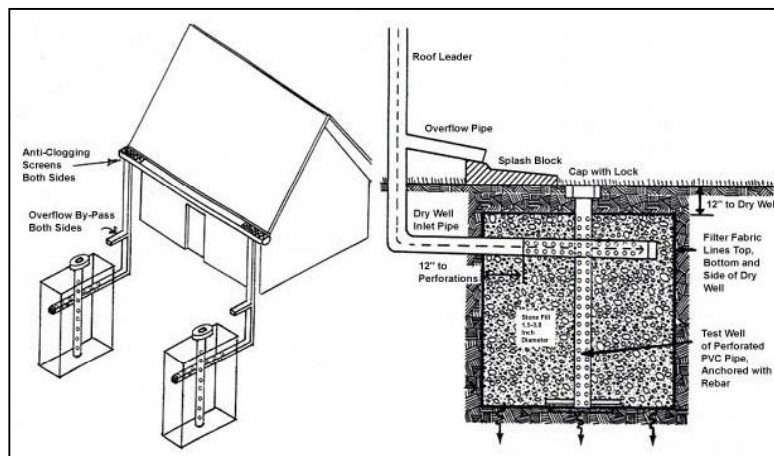 Anti-Clogging
Screens
Both Sides
Overflow By-Pass
Both Sides
Roof Leader
Overflow Pipe
Splash Block
Cap with Lock
12" to Dry Well
Dry Well
Inlet Pipe
12" to
Perforations
Stone Fill
1.5-3.0
Inch
Diameter
Filter Fabric
Lines Top,
Bottom and
Side of Dry
Well
Test Well
of Perforated
PVC Pipe,
Anchored with
Rebar